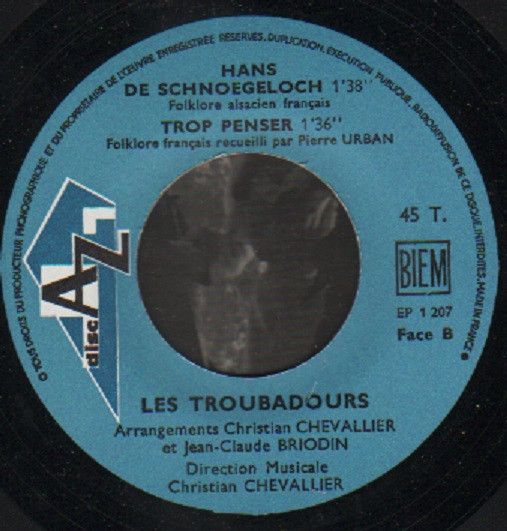 O TOUS DROITS DU PRODUCTEUR PHONOGRAPHIQUE ET DU PROPRIÉTAIRE DE L'ŒUVRE ENREGISTRÉE RESERVES. DUPLICATION, EXECUTION PUBLIQUE, RADIODIFFUSION DE CE DISQUE INTERDITES. MADE IN FRANCE
HANS
DE SCHNOEGELOCH 1'38"
Folklore alsacien français
TROP PENSER 1'36"
Folklore français recueilli par Pierre URBAN
disc AZ
45 T.
BIEM
EP 1 207
Face B
LES TROUBADOURS
Arrangements Christian CHEVALLIER
et Jean-Claude BRIODIN
Direction Musicale
Christian CHEVALLIER